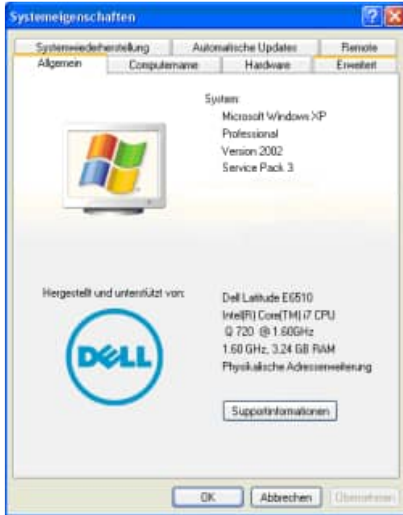 Systemeigenschaften
Systemwiederherstellung Automatische Updates Remote
Allgemein Computername Hardware Erweitert
System:
Microsoft Windows XP
Professional
Version 2002
Service Pack 3
Hergestellt und unterstützt von:
DELL
Dell Latitude E6510
Intel(R) Core(TM) i7 CPU
Q 720 @ 1.60GHz
1.60 GHz, 3.24 GB RAM
Physikalische Adresserweiterung
Supportinformationen
OK Abbrechen Übernehmen